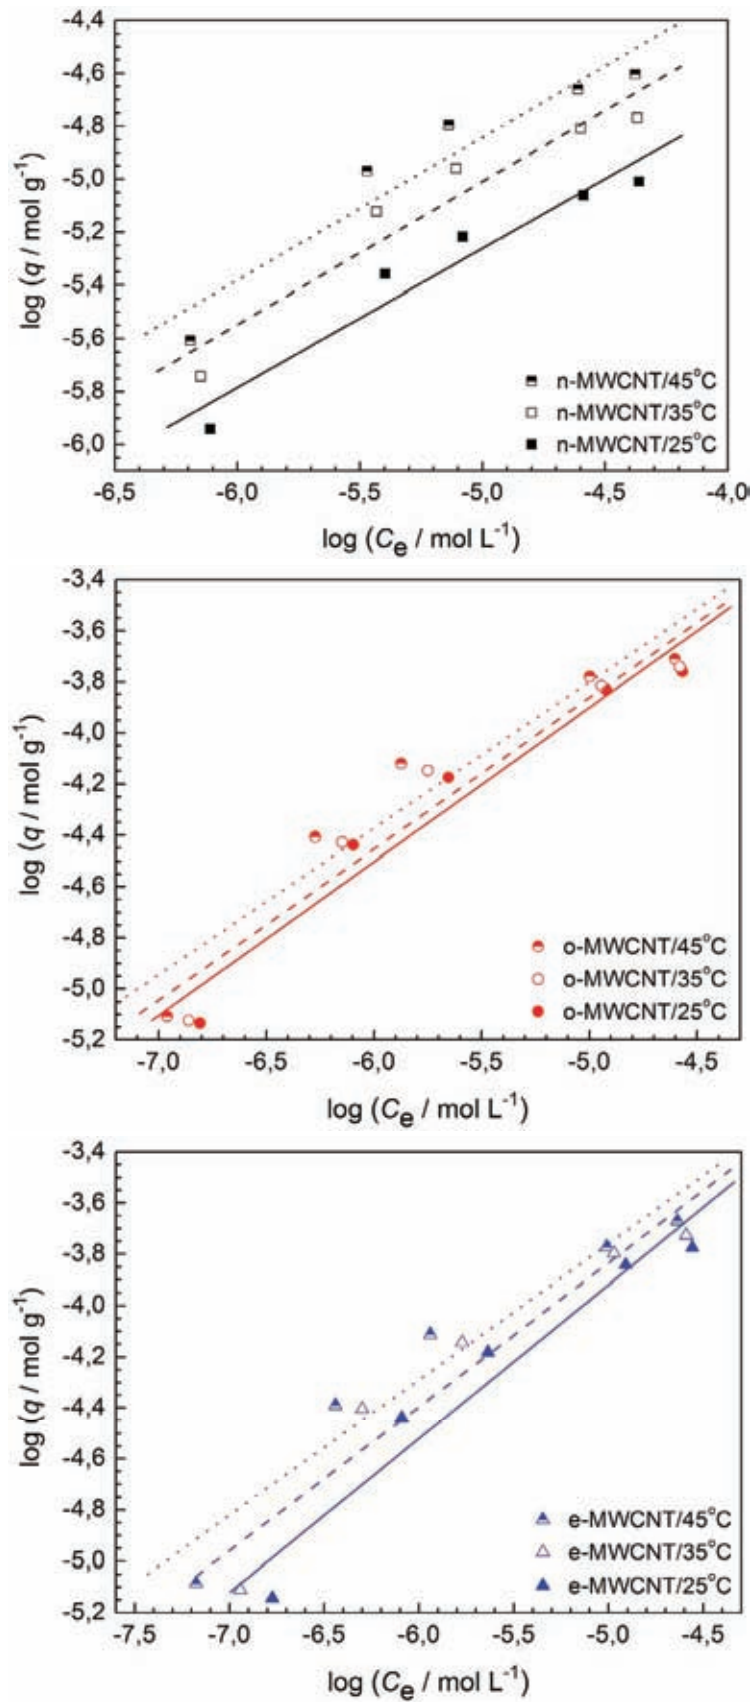 -4,4
-4,6
-4,8
-5,0
-5,2
-5,4
-5,6
-5,8
-6,0
log (q / mol g⁻¹)
n-MWCNT/45°C
n-MWCNT/35°C
n-MWCNT/25°C
-6,5 -6,0 -5,5 -5,0 -4,5 -4,0
log (Ce / mol L⁻¹)
-3,4
-3,6
-3,8
-4,0
-4,2
-4,4
-4,6
-4,8
-5,0
-5,2
log (q / mol g⁻¹)
o-MWCNT/45°C
o-MWCNT/35°C
o-MWCNT/25°C
-7,0 -6,5 -6,0 -5,5 -5,0 -4,5
log (Ce / mol L⁻¹)
-3,4
-3,6
-3,8
-4,0
-4,2
-4,4
-4,6
-4,8
-5,0
-5,2
log (q / mol g⁻¹)
e-MWCNT/45°C
e-MWCNT/35°C
e-MWCNT/25°C
-7,5 -7,0 -6,5 -6,0 -5,5 -5,0 -4,5
log (Ce / mol L⁻¹)